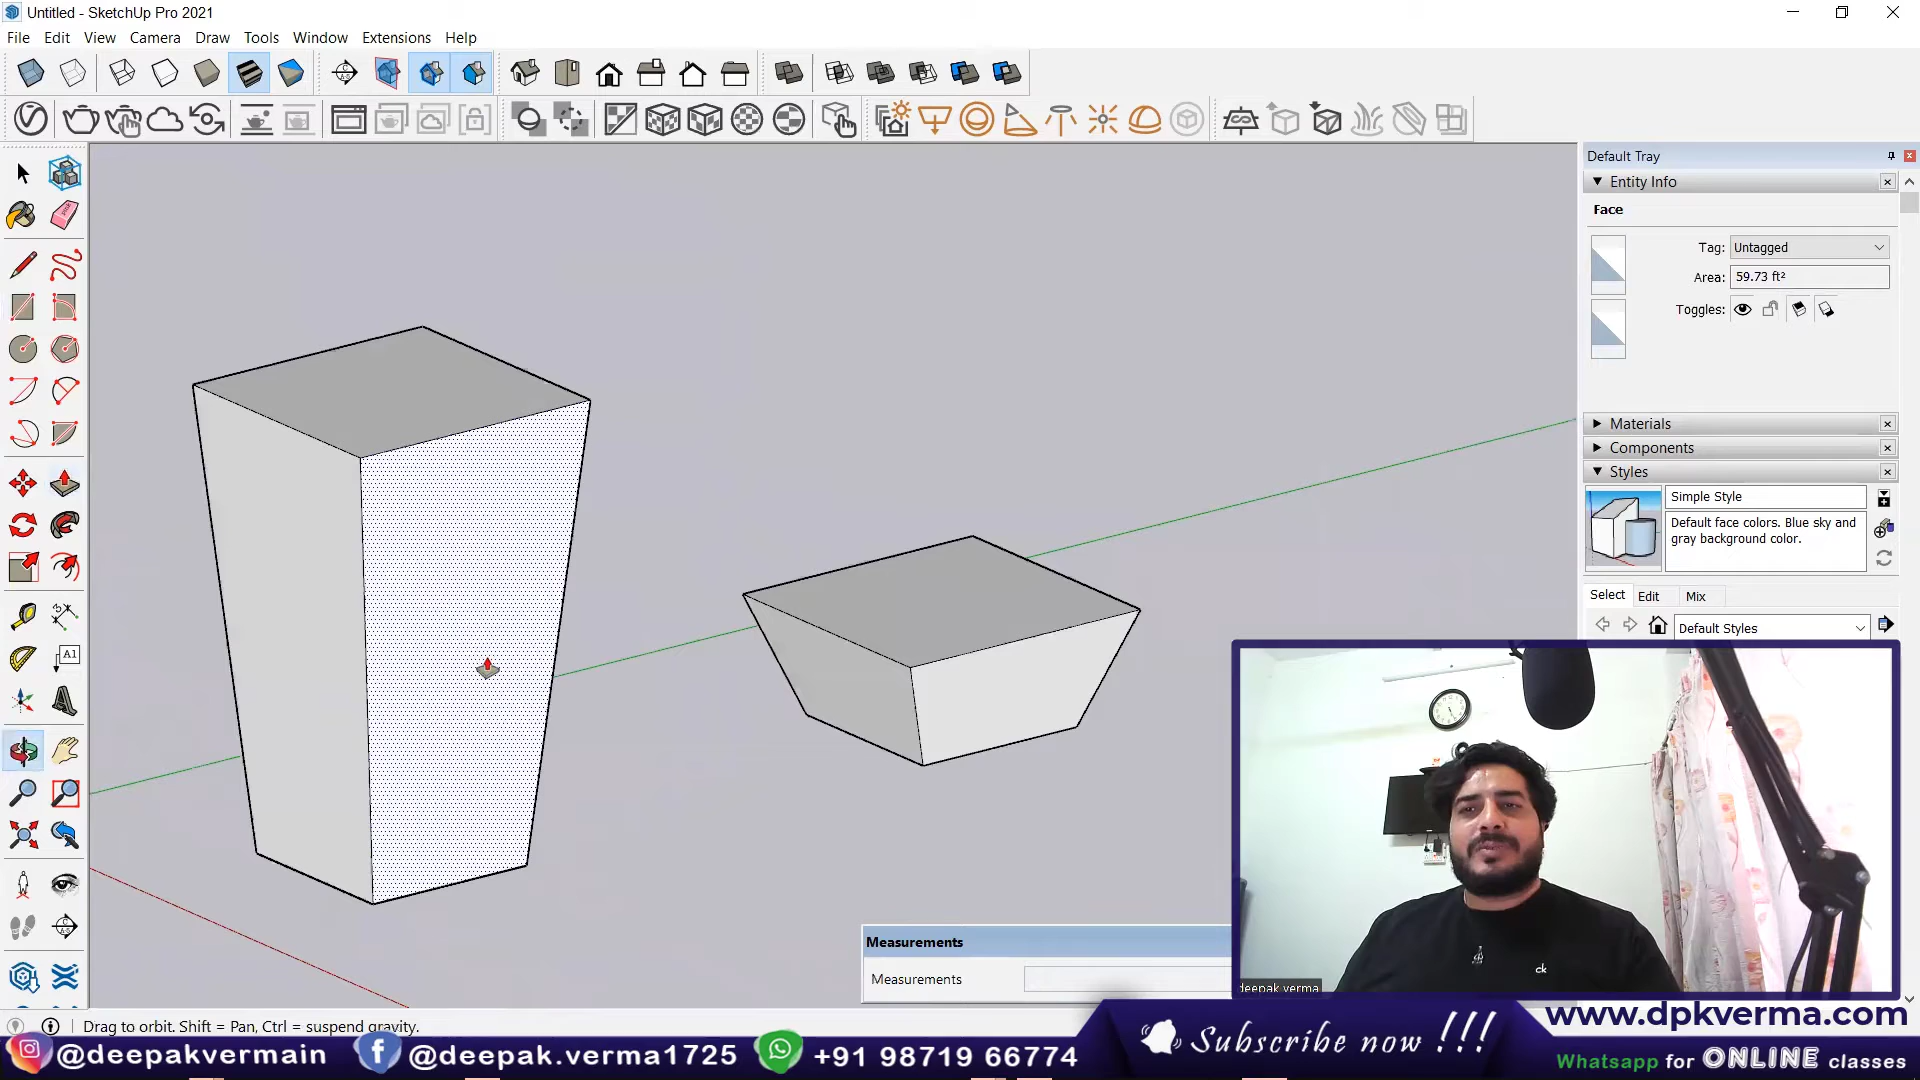 Untitled - SketchUp Pro 2021
File Edit View Camera Draw Tools Window Extensions Help
Default Tray
Entity Info
Face
Tag: Untagged
Area: 59.73 ft²
Toggles:
Materials
Components
Styles
Simple Style
Default face colors. Blue sky and
gray background color.
Select Edit Mix
Default Styles
A1
Measurements
Measurements
deepak verma
ck
Drag to orbit. Shift = Pan, Ctrl = suspend gravity.
@deepakvermain @deepak.verma1725 +91 98719 66774
Subscribe now !!!
www.dpkverma.com
Whatsapp for ONLINE classes